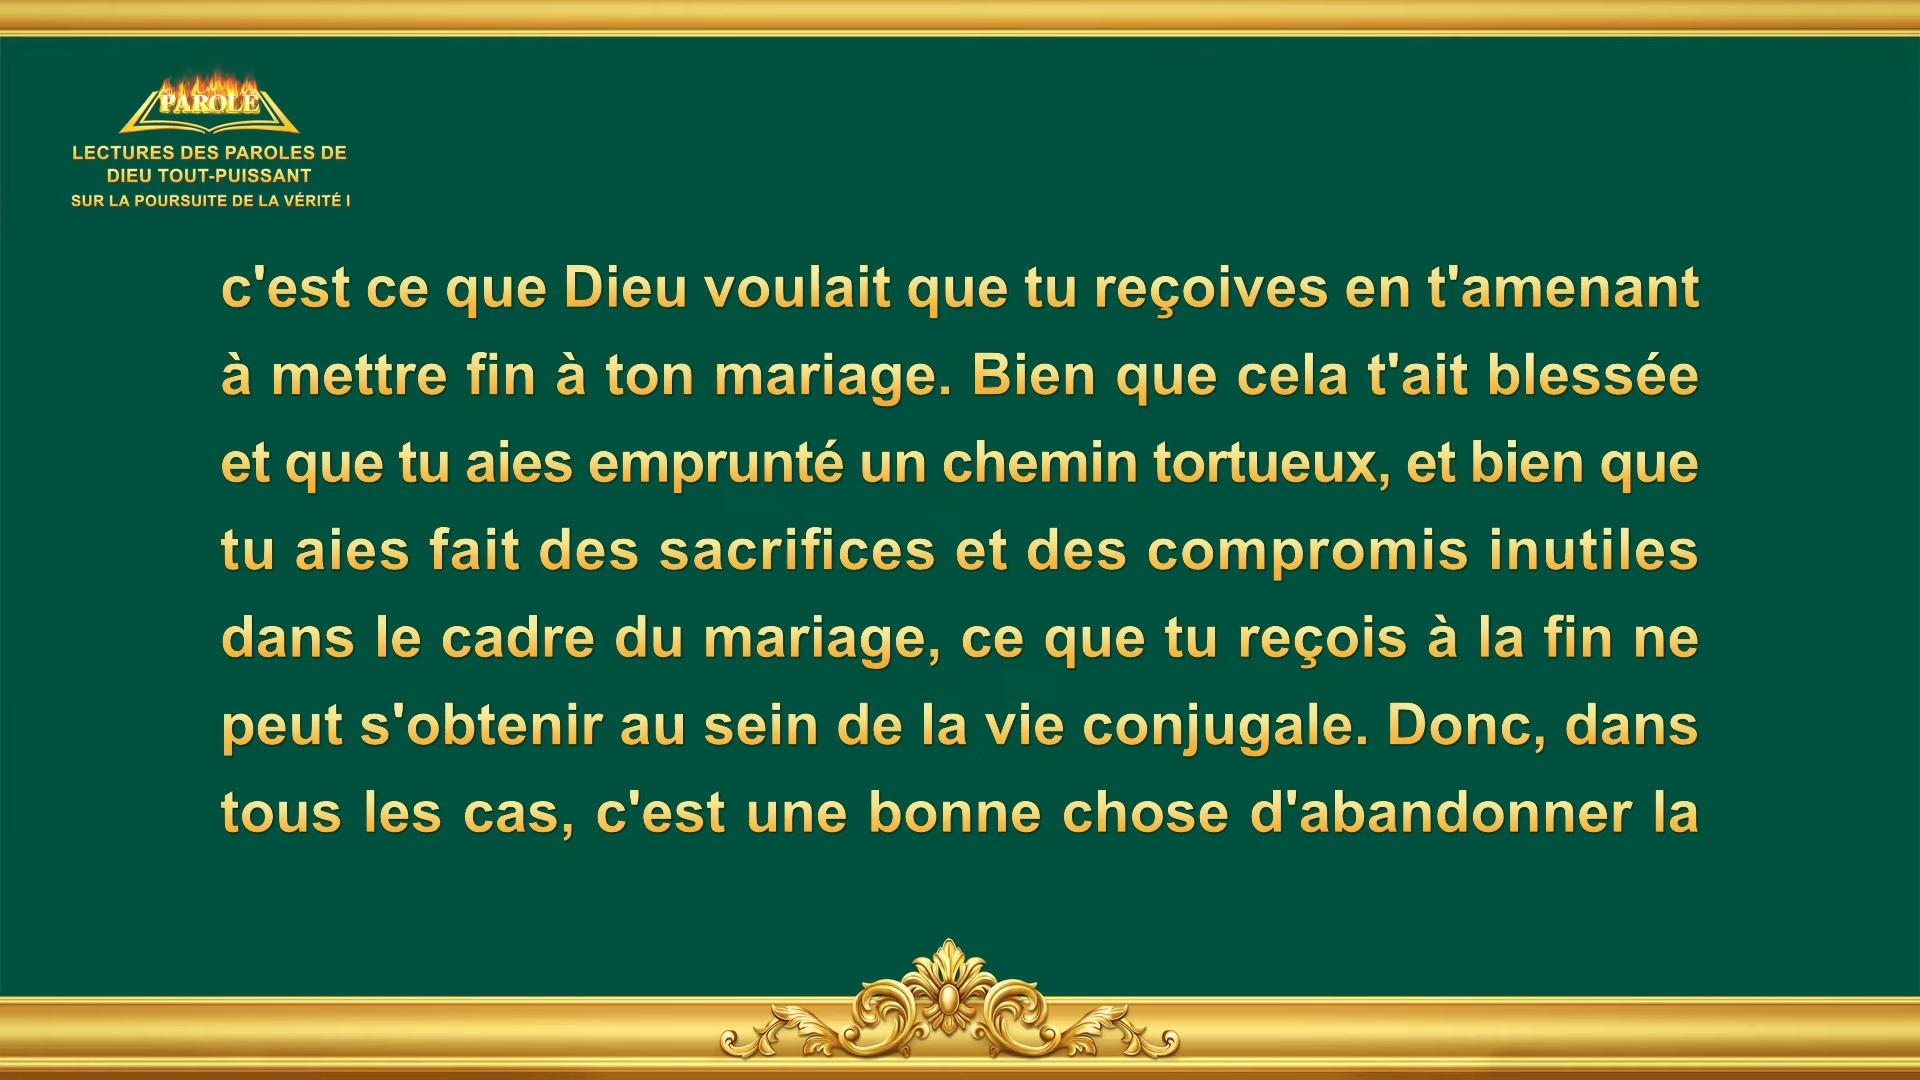 PAROLE
LECTURES DES PAROLES DE
DIEU TOUT-PUISSANT
SUR LA POURSUITE DE LA VÉRITÉ I
c'est ce que Dieu voulait que tu reçoives en t'amenant
à mettre fin à ton mariage. Bien que cela t'ait blessée
et que tu aies emprunté un chemin tortueux, et bien que
tu aies fait des sacrifices et des compromis inutiles
dans le cadre du mariage, ce que tu reçois à la fin ne
peut s'obtenir au sein de la vie conjugale. Donc, dans
tous les cas, c'est une bonne chose d'abandonner la